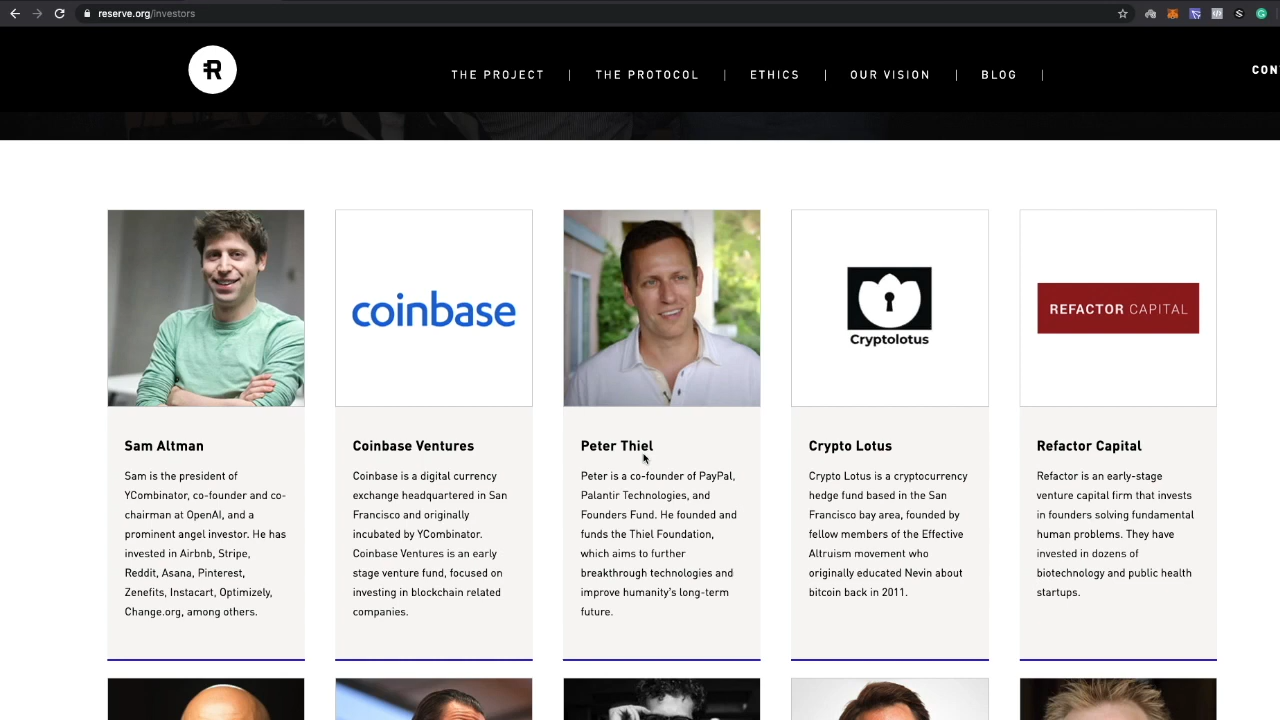 reserve.org/investors
THE PROJECT | THE PROTOCOL | ETHICS | OUR VISION | BLOG |
coinbase
Cryptolotus
REFACTOR CAPITAL
Sam Altman
Sam is the president of
YCombinator, co-founder and co-
chairman at OpenAI, and a
prominent angel investor. He has
invested in Airbnb, Stripe,
Reddit, Asana, Pinterest,
Zenefits, Instacart, Optimizely,
Change.org, among others.
Coinbase Ventures
Coinbase is a digital currency
exchange headquartered in San
Francisco and originally
incubated by YCombinator.
Coinbase Ventures is an early
stage venture fund, focused on
investing in blockchain related
companies.
Peter Thiel
Peter is a co-founder of PayPal,
Palantir Technologies, and
Founders Fund. He founded and
funds the Thiel Foundation,
which aims to further
breakthrough technologies and
improve humanity's long-term
future.
Crypto Lotus
Crypto Lotus is a cryptocurrency
hedge fund based in the San
Francisco bay area, founded by
fellow members of the Effective
Altruism movement who
originally educated Nevin about
bitcoin back in 2011.
Refactor Capital
Refactor is an early-stage
venture capital firm that invests
in founders solving fundamental
human problems. They have
invested in dozens of
biotechnology and public health
startups.